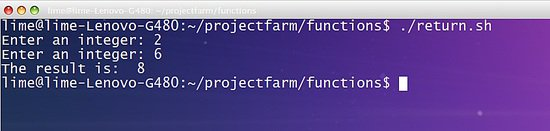 lime@lime-Lenovo-G480: ~/projectfarm/functions
lime@lime-Lenovo-G480:~/projectfarm/functions$ ./return.sh
Enter an integer: 2
Enter an integer: 6
The result is:  8
lime@lime-Lenovo-G480:~/projectfarm/functions$